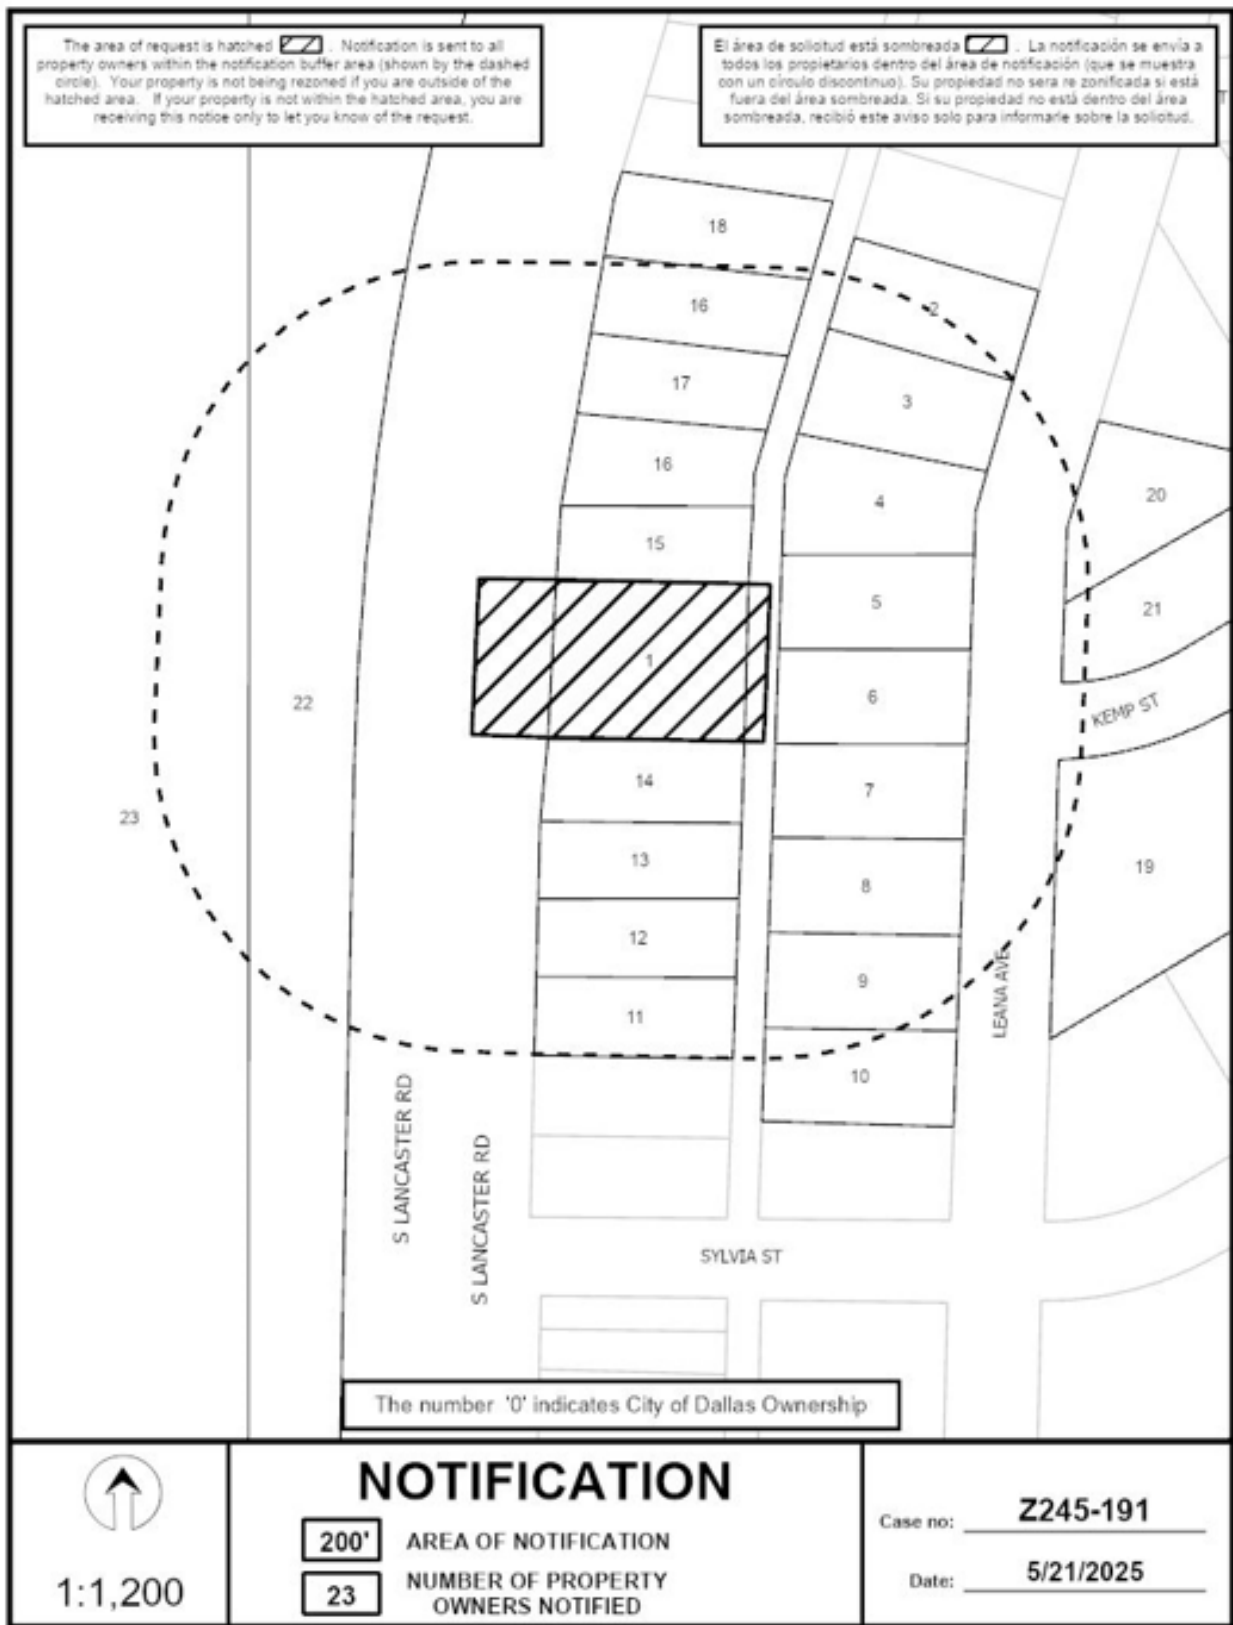 The area of request is hatched . Notification is sent to all
property owners within the notification buffer area (shown by the dashed
circle). Your property is not being rezoned if you are outside of the
hatched area. If your property is not within the hatched area, you are
receiving this notice only to let you know of the request.
El área de solicitud está sombreada . La notificación se envía a
todos los propietarios dentro del área de notificación (que se muestra
con un círculo discontinuo). Su propiedad no sera re zonificada si está
fuera del área sombreada. Si su propiedad no está dentro del área
sombreada, recibió este aviso solo para informarle sobre la solicitud.
T
18
16
2
17
3
16
20
4
15
5
21
1
6
22
KEMP ST
14
7
23
13
19
8
12
9
LEANA AVE
11
10
S LANCASTER RD
S LANCASTER RD
SYLVIA ST
The number '0' indicates City of Dallas Ownership
1:1,200
NOTIFICATION
200' AREA OF NOTIFICATION
23 NUMBER OF PROPERTY
OWNERS NOTIFIED
Case no: Z245-191
Date: 5/21/2025